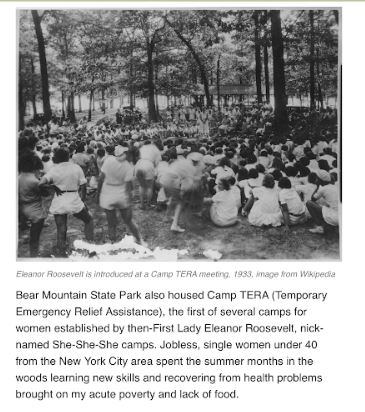 Eleanor Roosevelt is introduced at a Camp TERA meeting, 1933, image from Wikipedia
Bear Mountain State Park also housed Camp TERA (Temporary
Emergency Relief Assistance), the first of several camps for
women established by then-First Lady Eleanor Roosevelt, nick-
named She-She-She camps. Jobless, single women under 40
from the New York City area spent the summer months in the
woods learning new skills and recovering from health problems
brought on my acute poverty and lack of food.